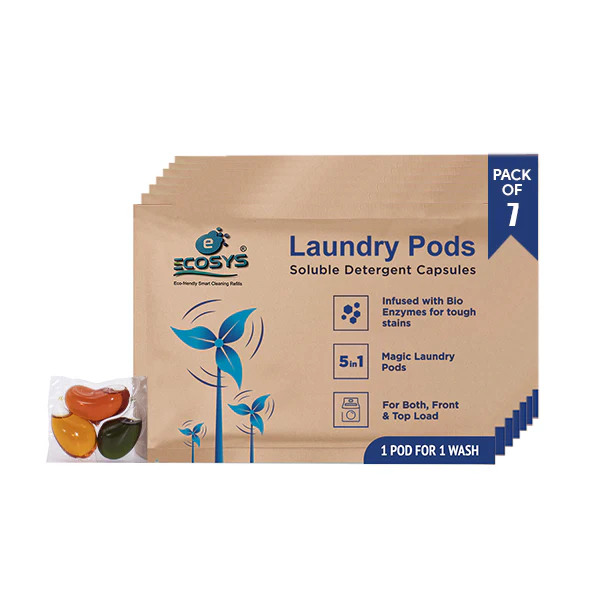 PACK
OF
7
e
ECOSYS®
Eco-friendly Smart Cleaning Refills
Laundry Pods
Soluble Detergent Capsules
Infused with Bio
Enzymes for tough
stains
5in1
Magic Laundry
Pods
For Both, Front
& Top Load
1 POD FOR 1 WASH